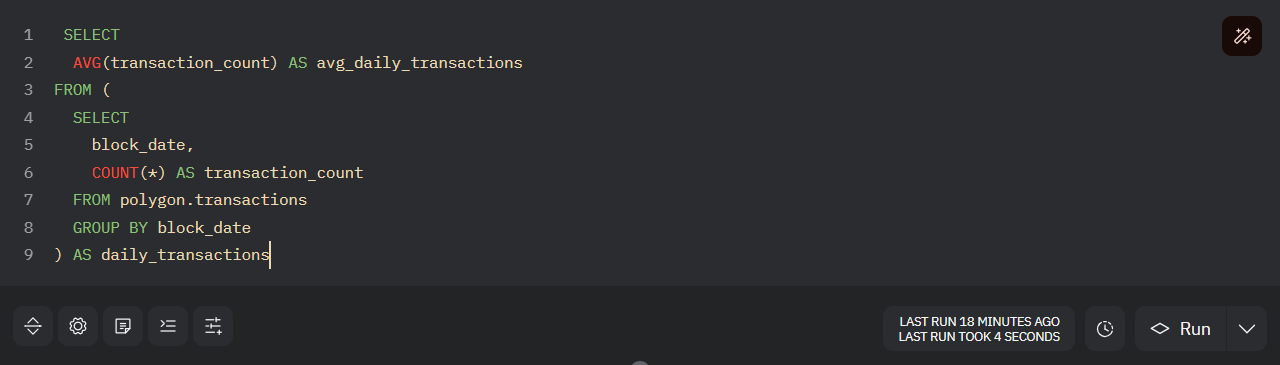 1 SELECT
2 AVG(transaction_count) AS avg_daily_transactions
3 FROM (
4 SELECT
5 block_date,
6 COUNT(*) AS transaction_count
7 FROM polygon.transactions
8 GROUP BY block_date
9 ) AS daily_transactions
LAST RUN 18 MINUTES AGO
LAST RUN TOOK 4 SECONDS
Run